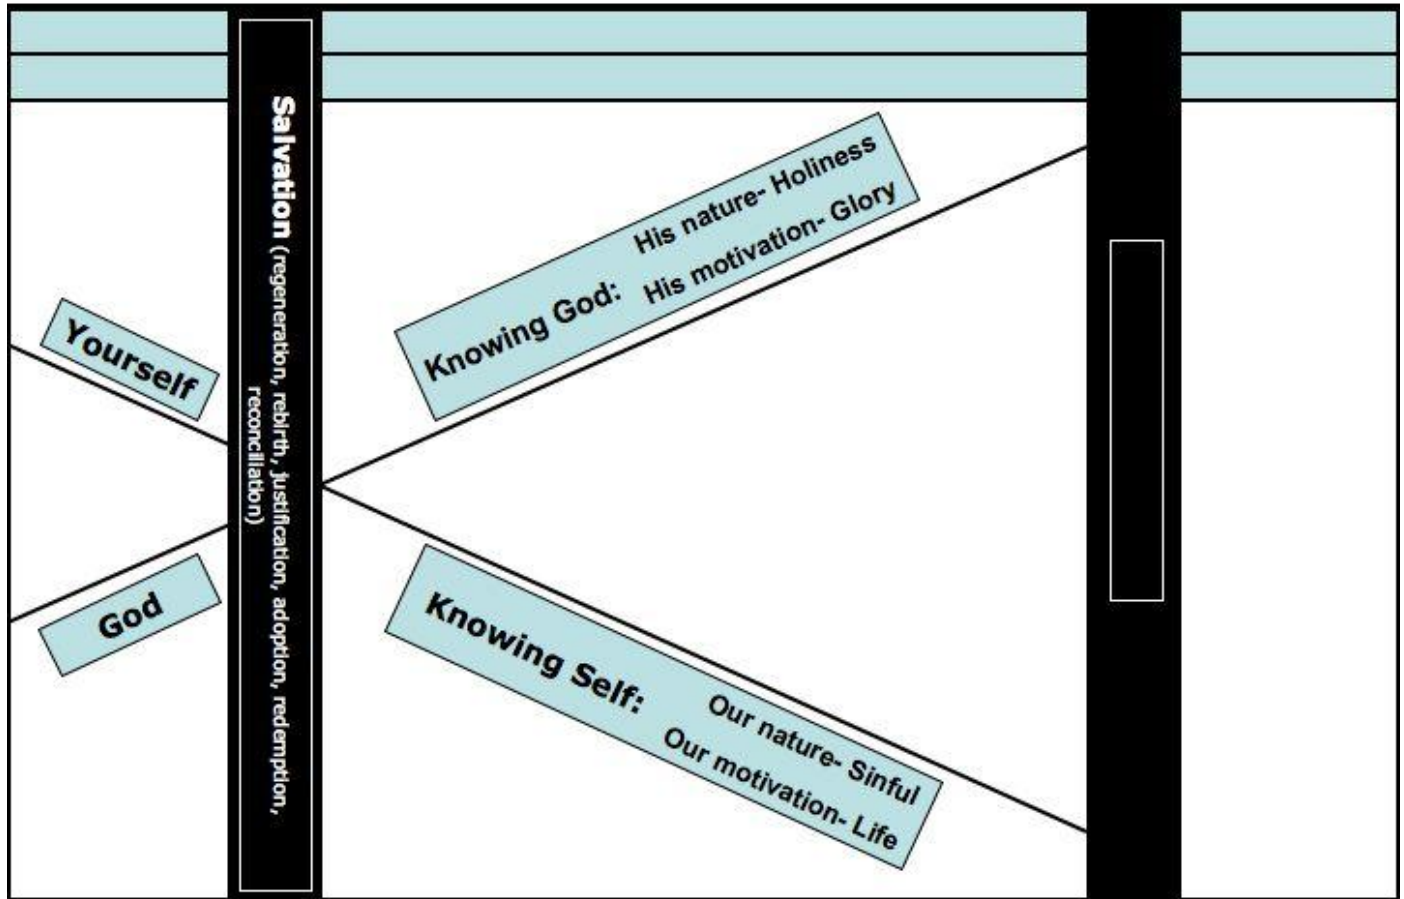 Yourself
God
Salvation (regeneration, rebirth, justification, adoption, redemption,
reconciliation)
Knowing God:
His nature- Holiness
His motivation- Glory
Knowing Self:
Our nature- Sinful
Our motivation- Life